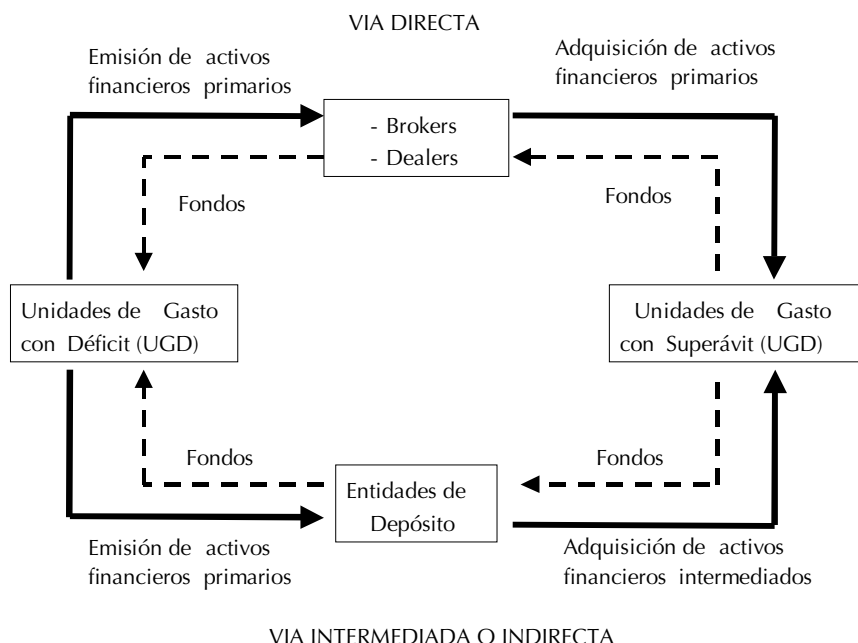 VIA DIRECTA
Emisión de activos
financieros primarios
Adquisición de activos
financieros primarios
- Brokers
- Dealers
Fondos
Fondos
Unidades de Gasto
con Déficit (UGD)
Unidades de Gasto
con Superávit (UGD)
Fondos
Fondos
Entidades de
Depósito
Emisión de activos
financieros primarios
Adquisición de activos
financieros intermediados
VIA INTERMEDIADA O INDIRECTA